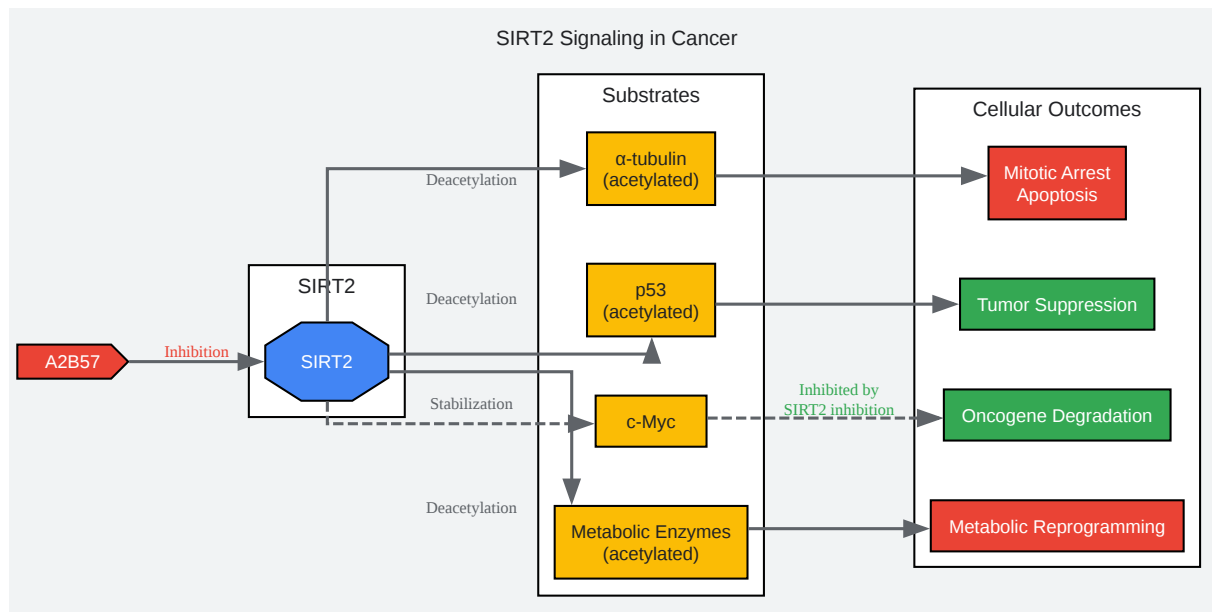 SIRT2 Signaling in Cancer
Substrates
Cellular Outcomes
α-tubulin
(acetylated)
Mitotic Arrest
Apoptosis
Deacetylation
SIRT2
p53
(acetylated)
Deacetylation
Tumor Suppression
A2B57
Inhibition
SIRT2
Stabilization
c-Myc
Inhibited by
SIRT2 inhibition
Oncogene Degradation
Deacetylation
Metabolic Enzymes
(acetylated)
Metabolic Reprogramming